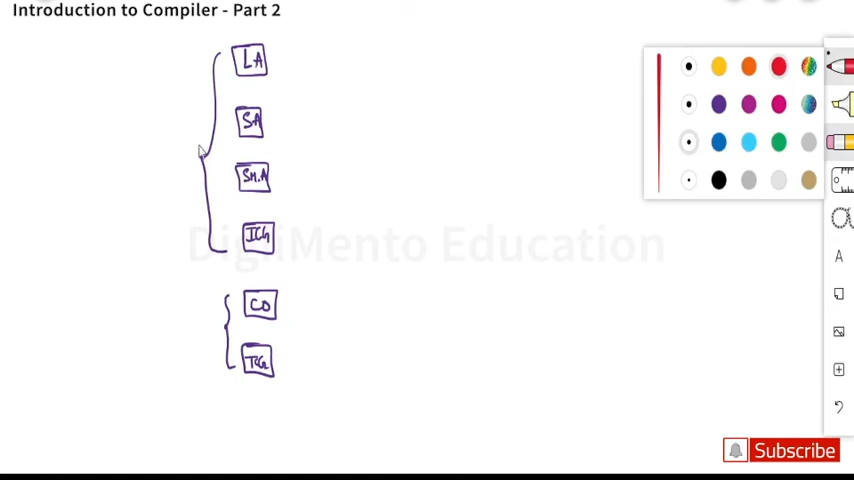 Introduction to Compiler - Part 2
LA
SA
SM.A
ICG
DigiMento Education
CO
TCG
A
Subscribe